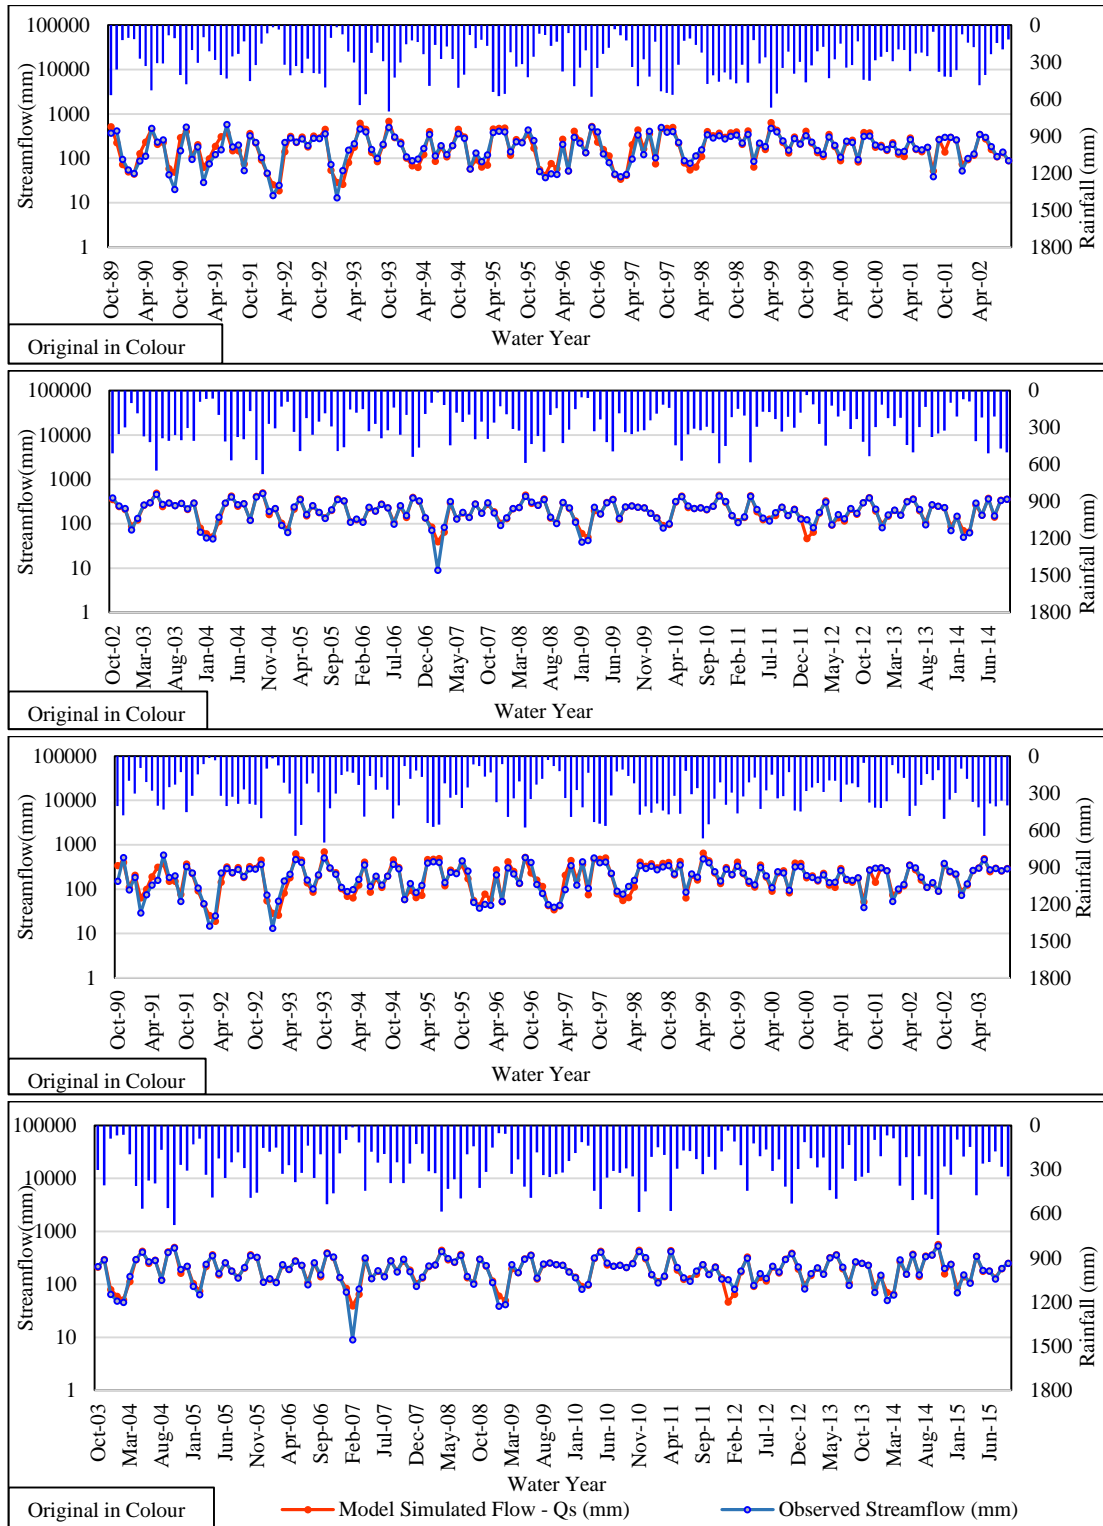 100000
10000
1000
100
10
1
Streamflow(mm)
0
300
600
900
1200
1500
1800
Rainfall (mm)
Oct-89
Apr-90
Oct-90
Apr-91
Oct-91
Apr-92
Oct-92
Apr-93
Oct-93
Apr-94
Oct-94
Apr-95
Oct-95
Apr-96
Oct-96
Apr-97
Oct-97
Apr-98
Oct-98
Apr-99
Oct-99
Apr-00
Oct-00
Apr-01
Oct-01
Apr-02
Water Year
Original in Colour
100000
10000
1000
100
10
1
Streamflow(mm)
0
300
600
900
1200
1500
1800
Rainfall (mm)
Oct-02
Mar-03
Aug-03
Jan-04
Jun-04
Nov-04
Apr-05
Sep-05
Feb-06
Jul-06
Dec-06
May-07
Oct-07
Mar-08
Aug-08
Jan-09
Jun-09
Nov-09
Apr-10
Sep-10
Feb-11
Jul-11
Dec-11
May-12
Oct-12
Mar-13
Aug-13
Jan-14
Jun-14
Water Year
Original in Colour
100000
10000
1000
100
10
1
Streamflow(mm)
0
300
600
900
1200
1500
1800
Rainfall (mm)
Oct-90
Apr-91
Oct-91
Apr-92
Oct-92
Apr-93
Oct-93
Apr-94
Oct-94
Apr-95
Oct-95
Apr-96
Oct-96
Apr-97
Oct-97
Apr-98
Oct-98
Apr-99
Oct-99
Apr-00
Oct-00
Apr-01
Oct-01
Apr-02
Oct-02
Apr-03
Water Year
Original in Colour
100000
10000
1000
100
10
1
Streamflow(mm)
0
300
600
900
1200
1500
1800
Rainfall (mm)
Oct-03
Mar-04
Aug-04
Jan-05
Jun-05
Nov-05
Apr-06
Sep-06
Feb-07
Jul-07
Dec-07
May-08
Oct-08
Mar-09
Aug-09
Jan-10
Jun-10
Nov-10
Apr-11
Sep-11
Feb-12
Jul-12
Dec-12
May-13
Oct-13
Mar-14
Aug-14
Jan-15
Jun-15
Water Year
Original in Colour
Model Simulated Flow - Qs (mm)
Observed Streamflow (mm)